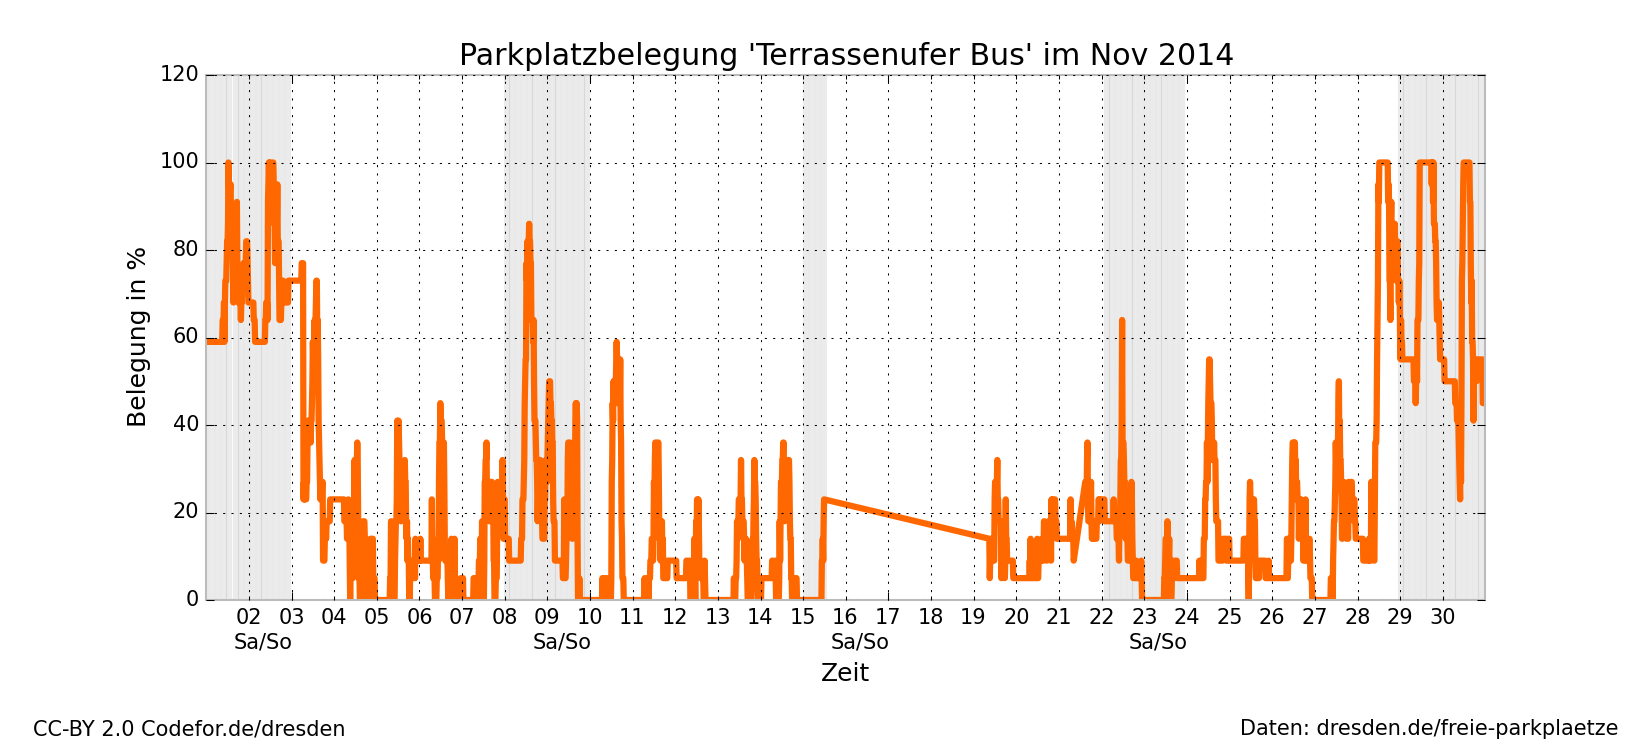 Parkplatzbelegung 'Terrassenufer Bus' im Nov 2014
120
100
80
60
40
20
0
Belegung in %
02 03 04 05 06 07 08 09 10 11 12 13 14 15 16 17 18 19 20 21 22 23 24 25 26 27 28 29 30
Sa/So Sa/So Sa/So Sa/So
Zeit
CC-BY 2.0 Codefor.de/dresden
Daten: dresden.de/freie-parkplaetze